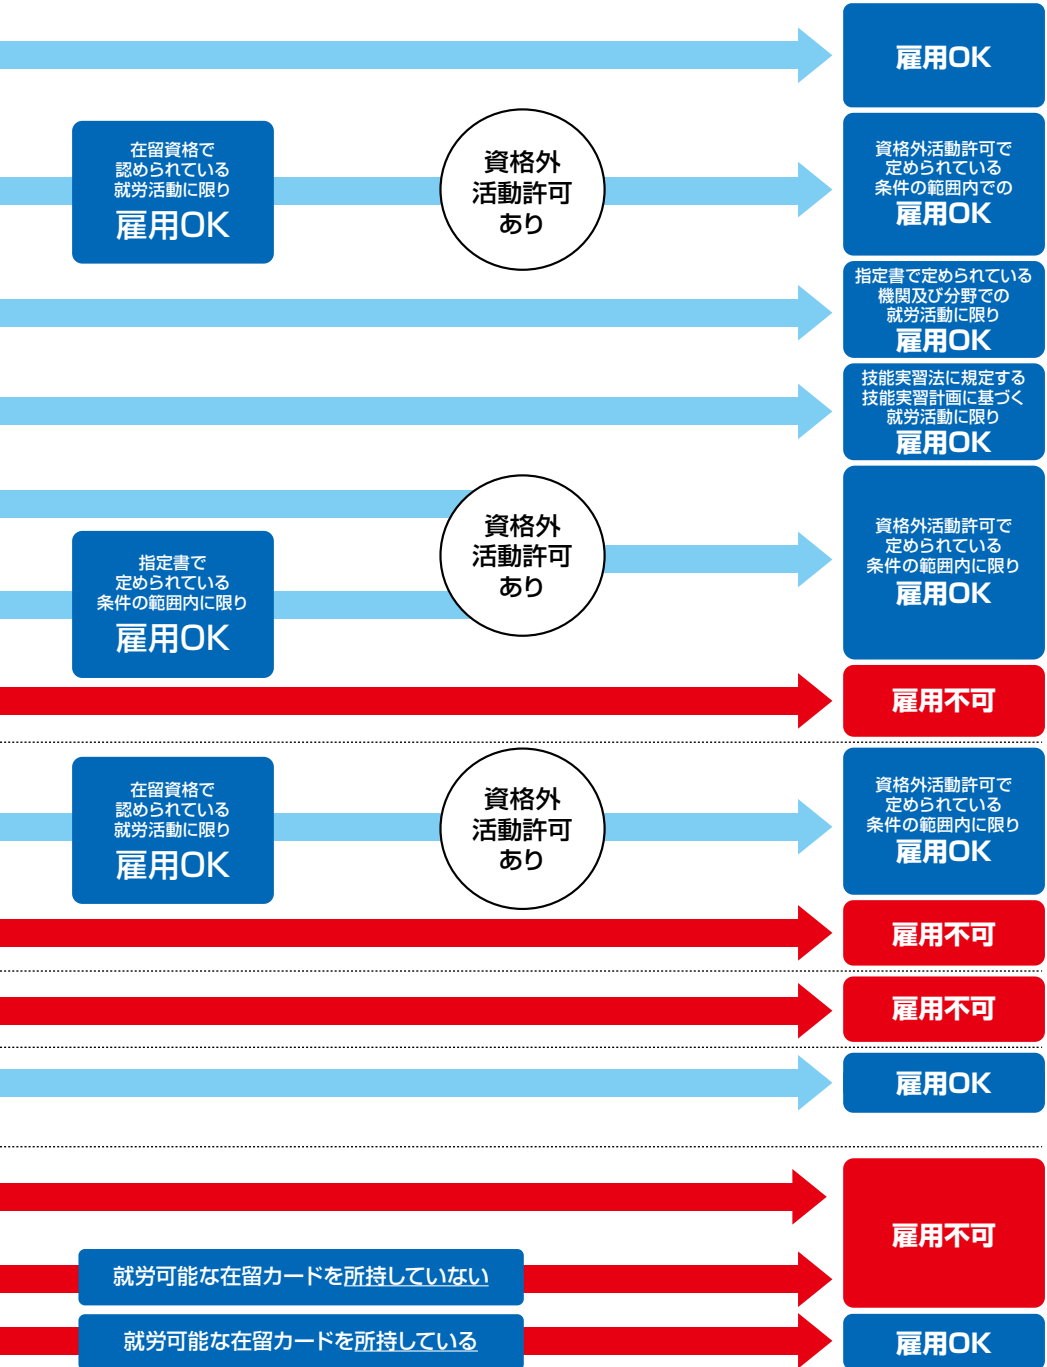 雇用OK
在留資格で
認められている
就労活動に限り
雇用OK
資格外
活動許可
あり
資格外活動許可で
定められている
条件の範囲内での
雇用OK
指定書で定められている
機関及び分野での
就労活動に限り
雇用OK
技能実習法に規定する
技能実習計画に基づく
就労活動に限り
雇用OK
指定書で
定められている
条件の範囲内に限り
雇用OK
資格外
活動許可
あり
資格外活動許可で
定められている
条件の範囲内に限り
雇用OK
雇用不可
在留資格で
認められている
就労活動に限り
雇用OK
資格外
活動許可
あり
資格外活動許可で
定められている
条件の範囲内に限り
雇用OK
雇用不可
雇用不可
雇用OK
雇用不可
就労可能な在留カードを所持していない
就労可能な在留カードを所持している
雇用OK